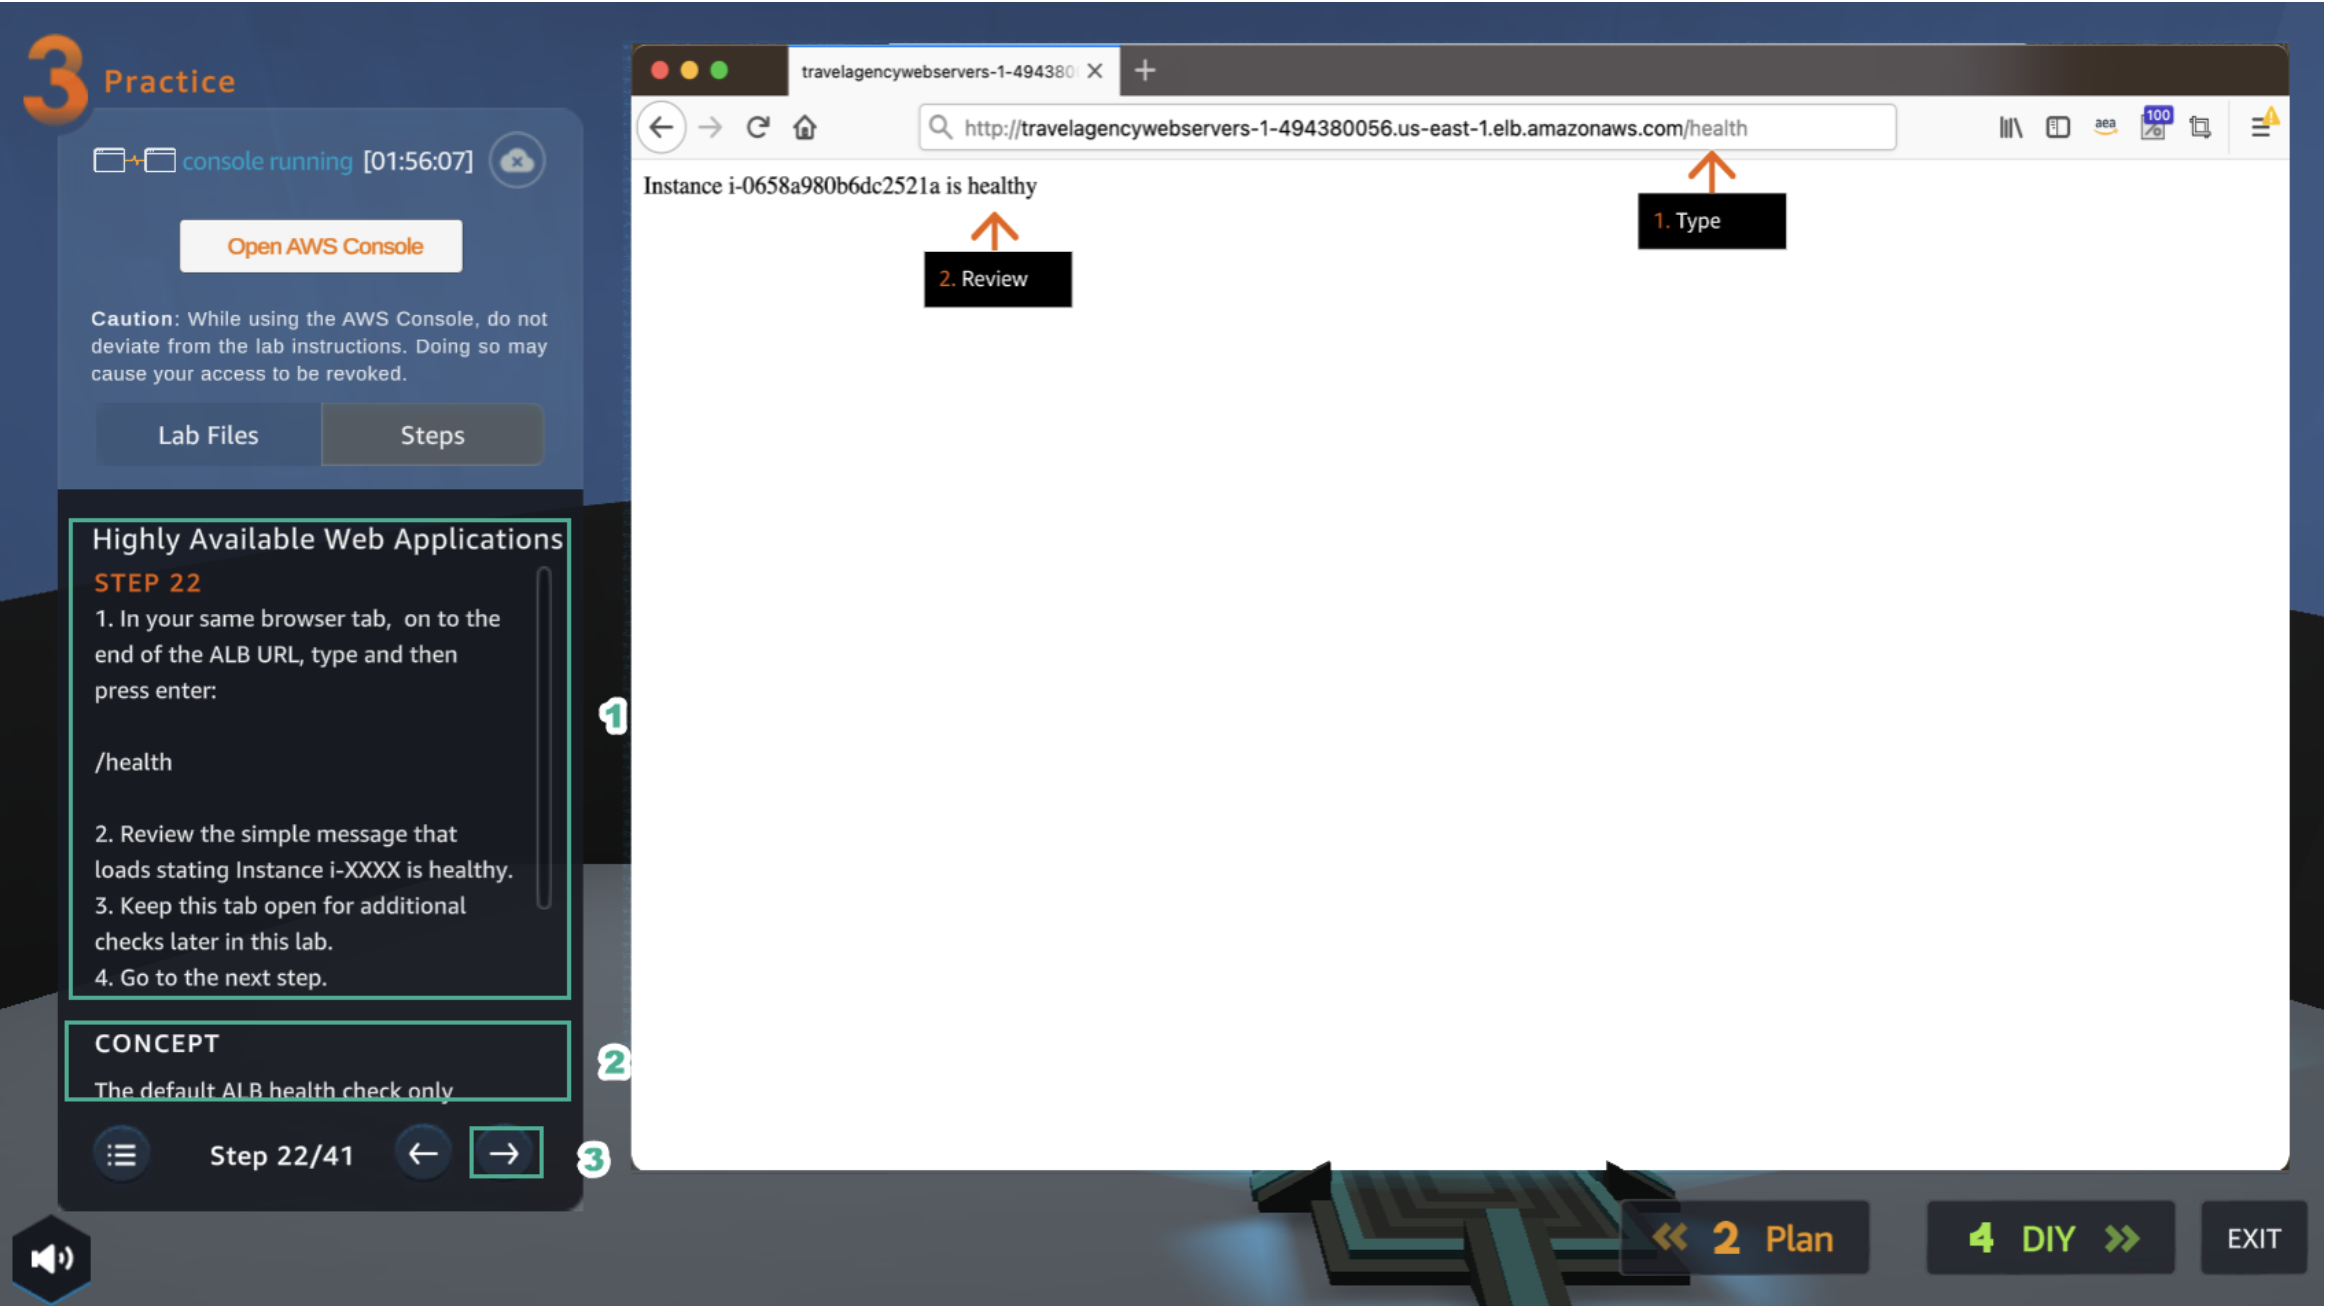 3 Practice
console running [01:56:07]
Open AWS Console
Caution: While using the AWS Console, do not
deviate from the lab instructions. Doing so may
cause your access to be revoked.
Lab Files
Steps
Highly Available Web Applications
STEP 22
1. In your same browser tab, on to the
end of the ALB URL, type and then
press enter:
/health
2. Review the simple message that
loads stating Instance i-XXXX is healthy.
3. Keep this tab open for additional
checks later in this lab.
4. Go to the next step.
1
CONCEPT
The default ALB health check only
2
Step 22/41
3
travelagencywebservers-1-494380
http://travelagencywebservers-1-494380056.us-east-1.elb.amazonaws.com/health
aea
100
Instance i-0658a980b6dc2521a is healthy
1. Type
2. Review
2 Plan
4 DIY
EXIT